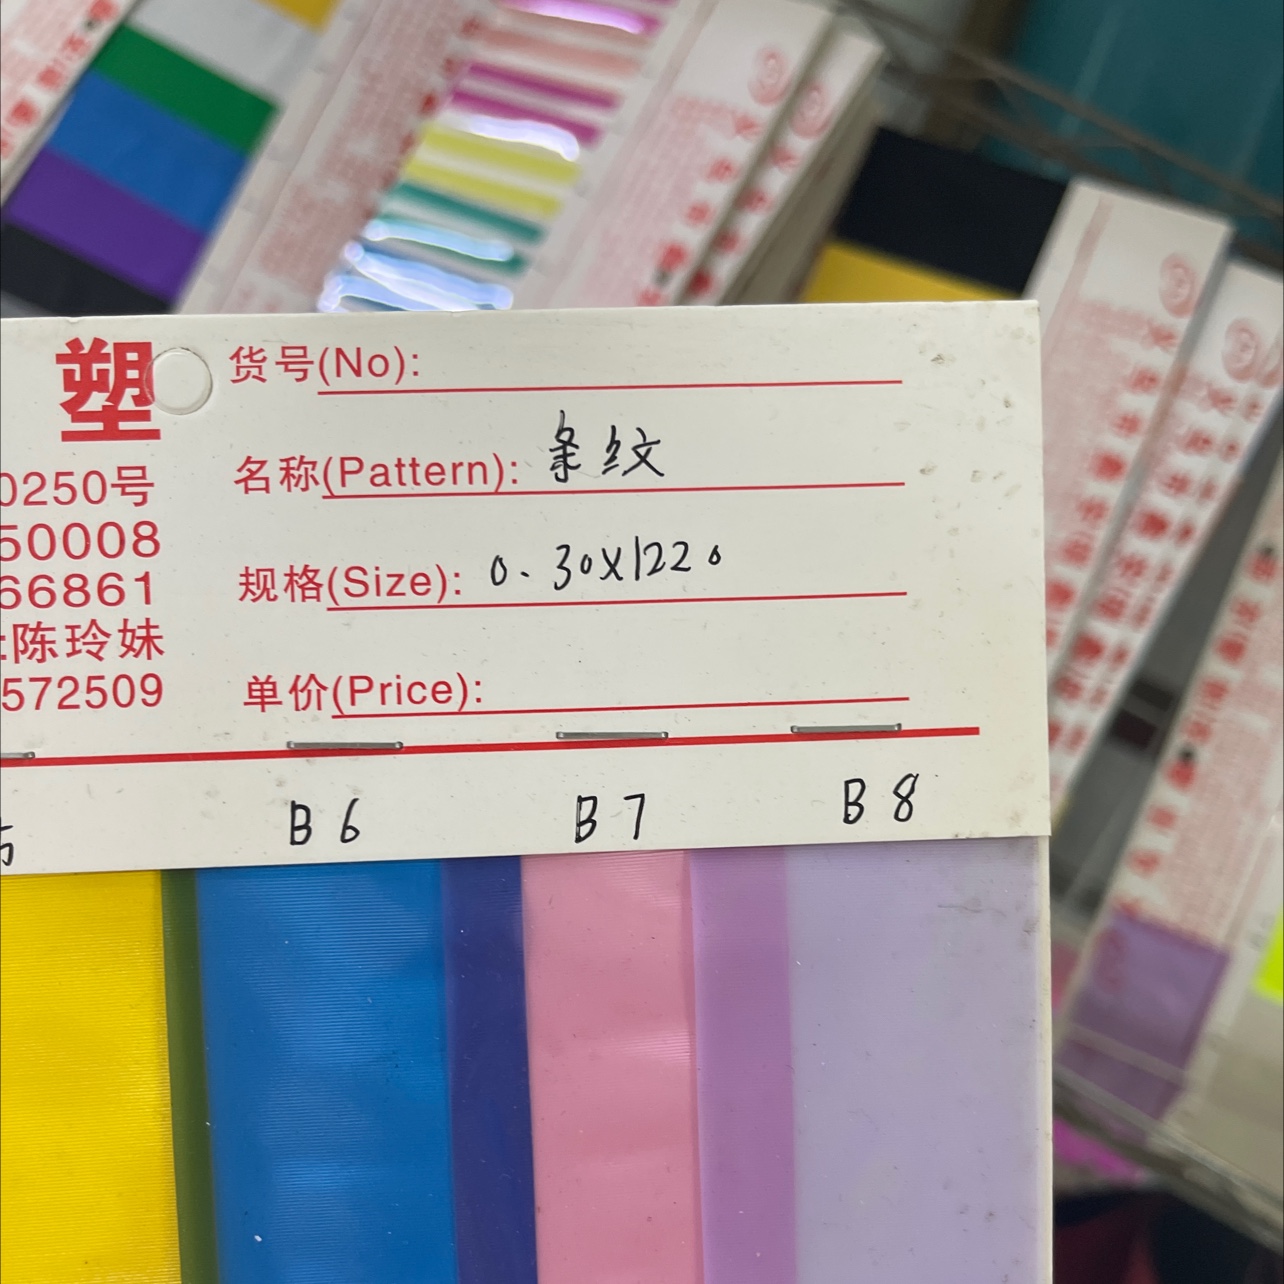 塑
0250号
50008
66861
:陈玲妹
572509
货号(No):
名称(Pattern): 条纹
规格(Size): 0.30X1220
单价(Price):
5
B6
B7
B8